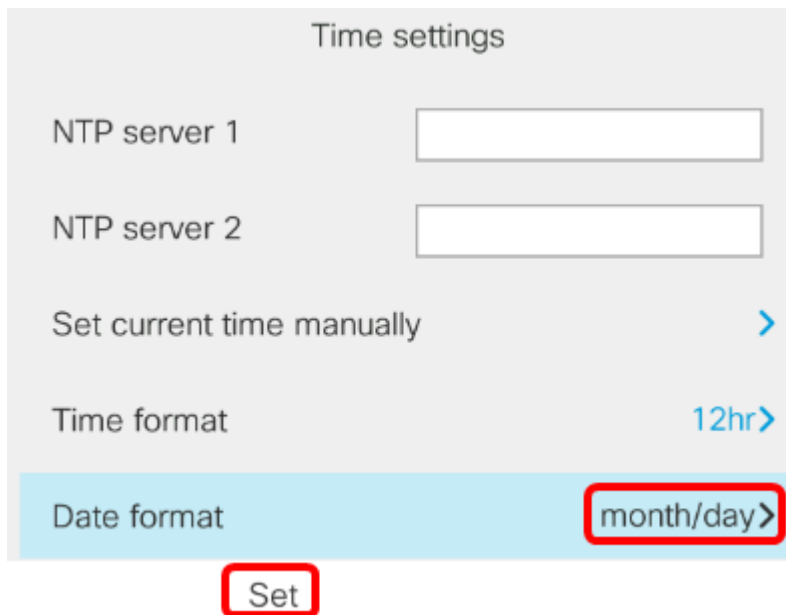 Time settings
NTP server 1
NTP server 2
Set current time manually >
Time format 12hr>
Date format month/day>
Set